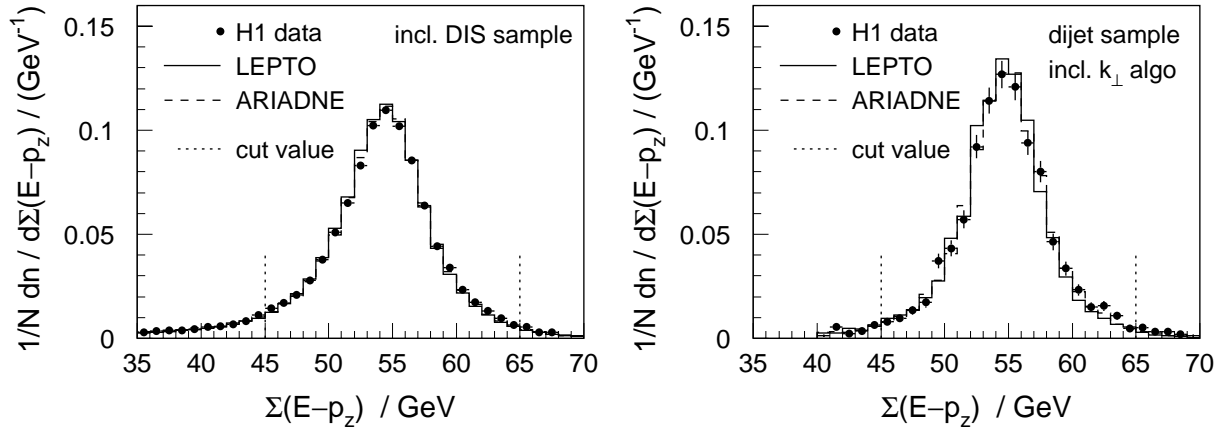 1/N dn / dΣ(E−p_z) / (GeV⁻¹)
0.15
0.1
0.05
0
H1 data
LEPTO
ARIADNE
cut value
incl. DIS sample
35 40 45 50 55 60 65 70
Σ(E−p_z) / GeV
1/N dn / dΣ(E−p_z) / (GeV⁻¹)
0.15
0.1
0.05
0
H1 data
LEPTO
ARIADNE
cut value
dijet sample
incl. k_⊥ algo
35 40 45 50 55 60 65 70
Σ(E−p_z) / GeV